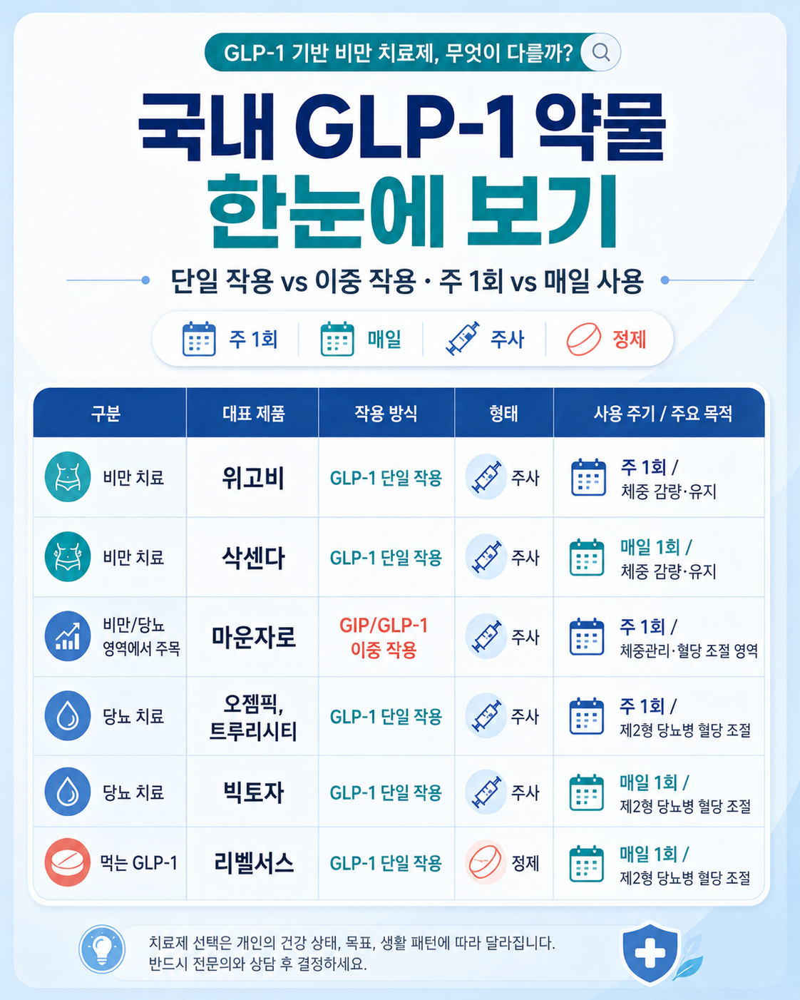 GLP-1 기반 비만 치료제, 무엇이 다를까?
국내 GLP-1 약물
한눈에 보기
단일 작용 vs 이중 작용 · 주 1회 vs 매일 사용
주 1회
매일
주사
정제
구분
대표 제품
작용 방식
형태
사용 주기 / 주요 목적
비만 치료
위고비
GLP-1 단일 작용
주사
주 1회 /
체중 감량·유지
비만 치료
삭센다
GLP-1 단일 작용
주사
매일 1회 /
체중 감량·유지
비만/당뇨
영역에서 주목
마운자로
GIP/GLP-1
이중 작용
주사
주 1회 /
체중관리·혈당 조절 영역
당뇨 치료
오젬픽,
트루리시티
GLP-1 단일 작용
주사
주 1회 /
제2형 당뇨병 혈당 조절
당뇨 치료
빅토자
GLP-1 단일 작용
주사
매일 1회 /
제2형 당뇨병 혈당 조절
먹는 GLP-1
리벨서스
GLP-1 단일 작용
정제
매일 1회 /
제2형 당뇨병 혈당 조절
치료제 선택은 개인의 건강 상태, 목표, 생활 패턴에 따라 달라집니다.
반드시 전문의와 상담 후 결정하세요.